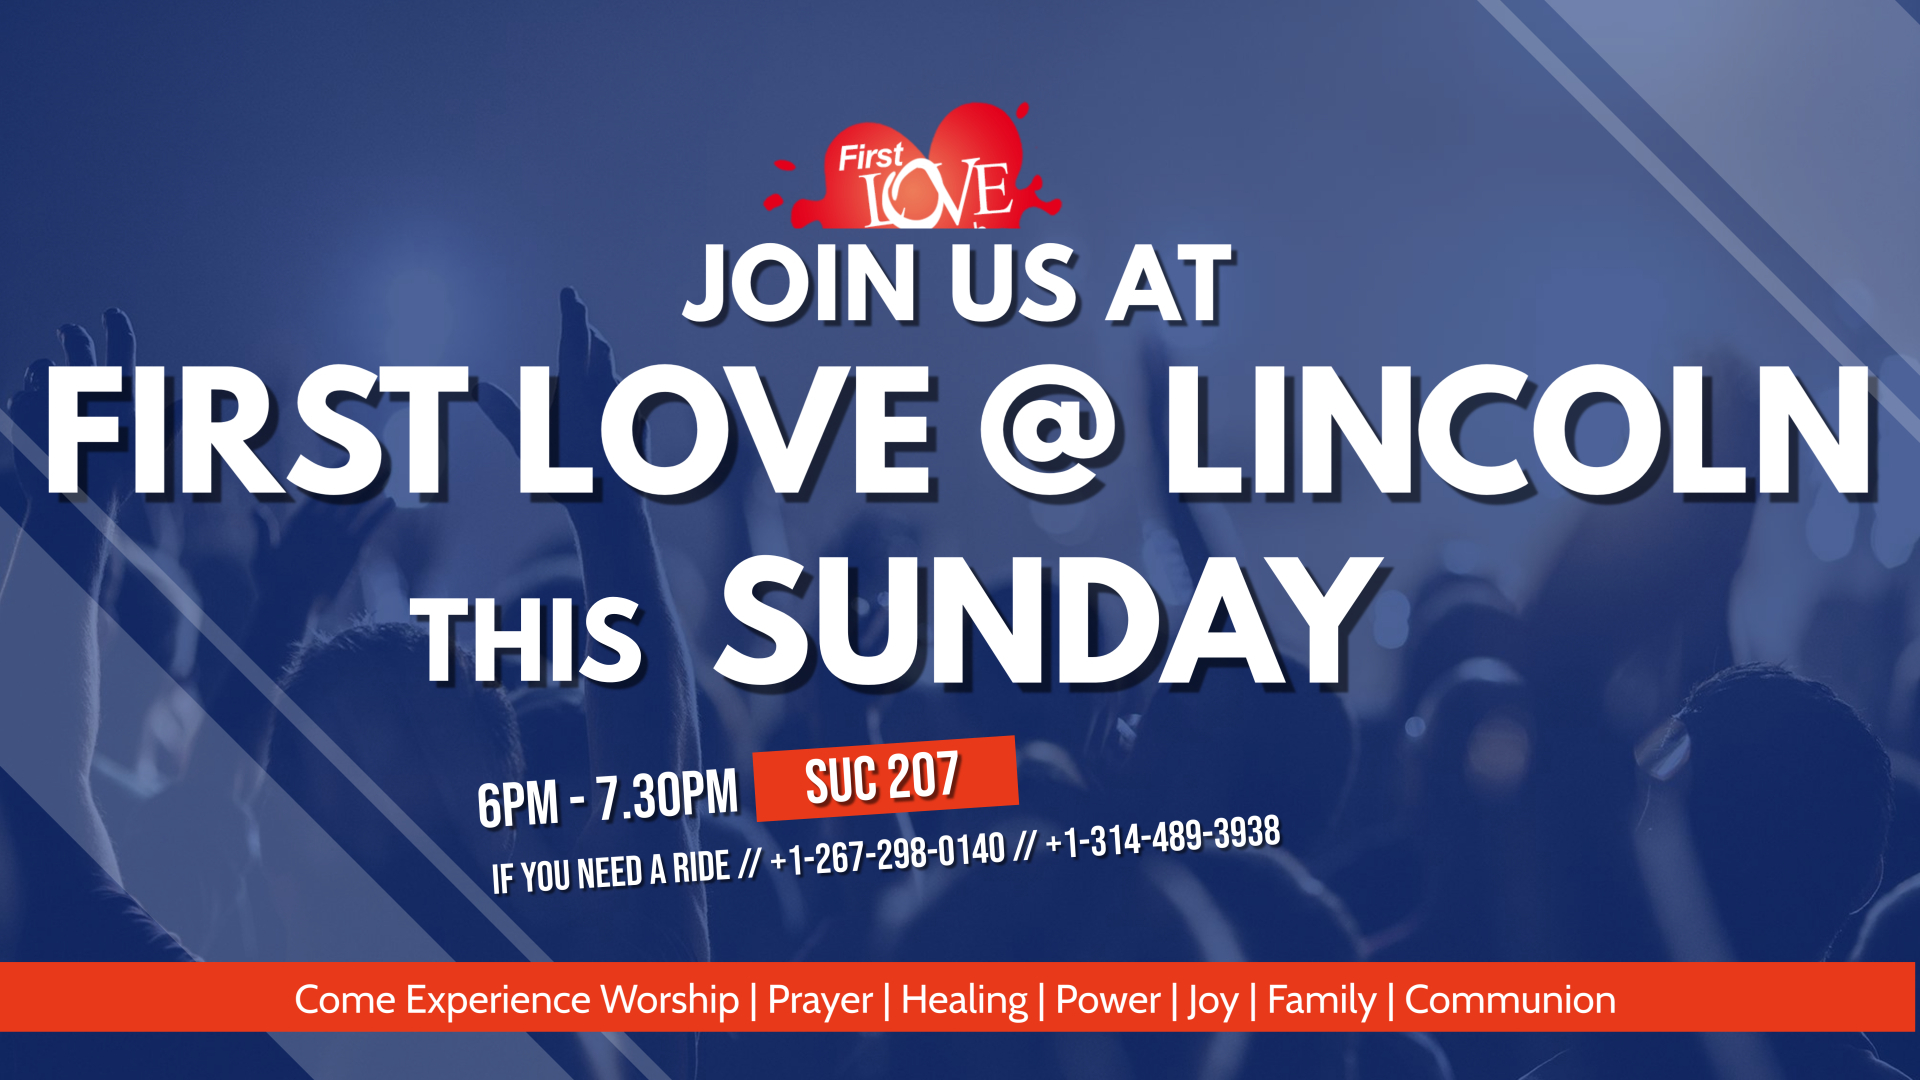 First
LOVE
JOIN US AT
FIRST LOVE @ LINCOLN
THIS SUNDAY
6PM - 7.30PM SUC 207
IF YOU NEED A RIDE // +1-267-298-0140 // +1-314-489-3938
Come Experience Worship | Prayer | Healing | Power | Joy | Family | Communion